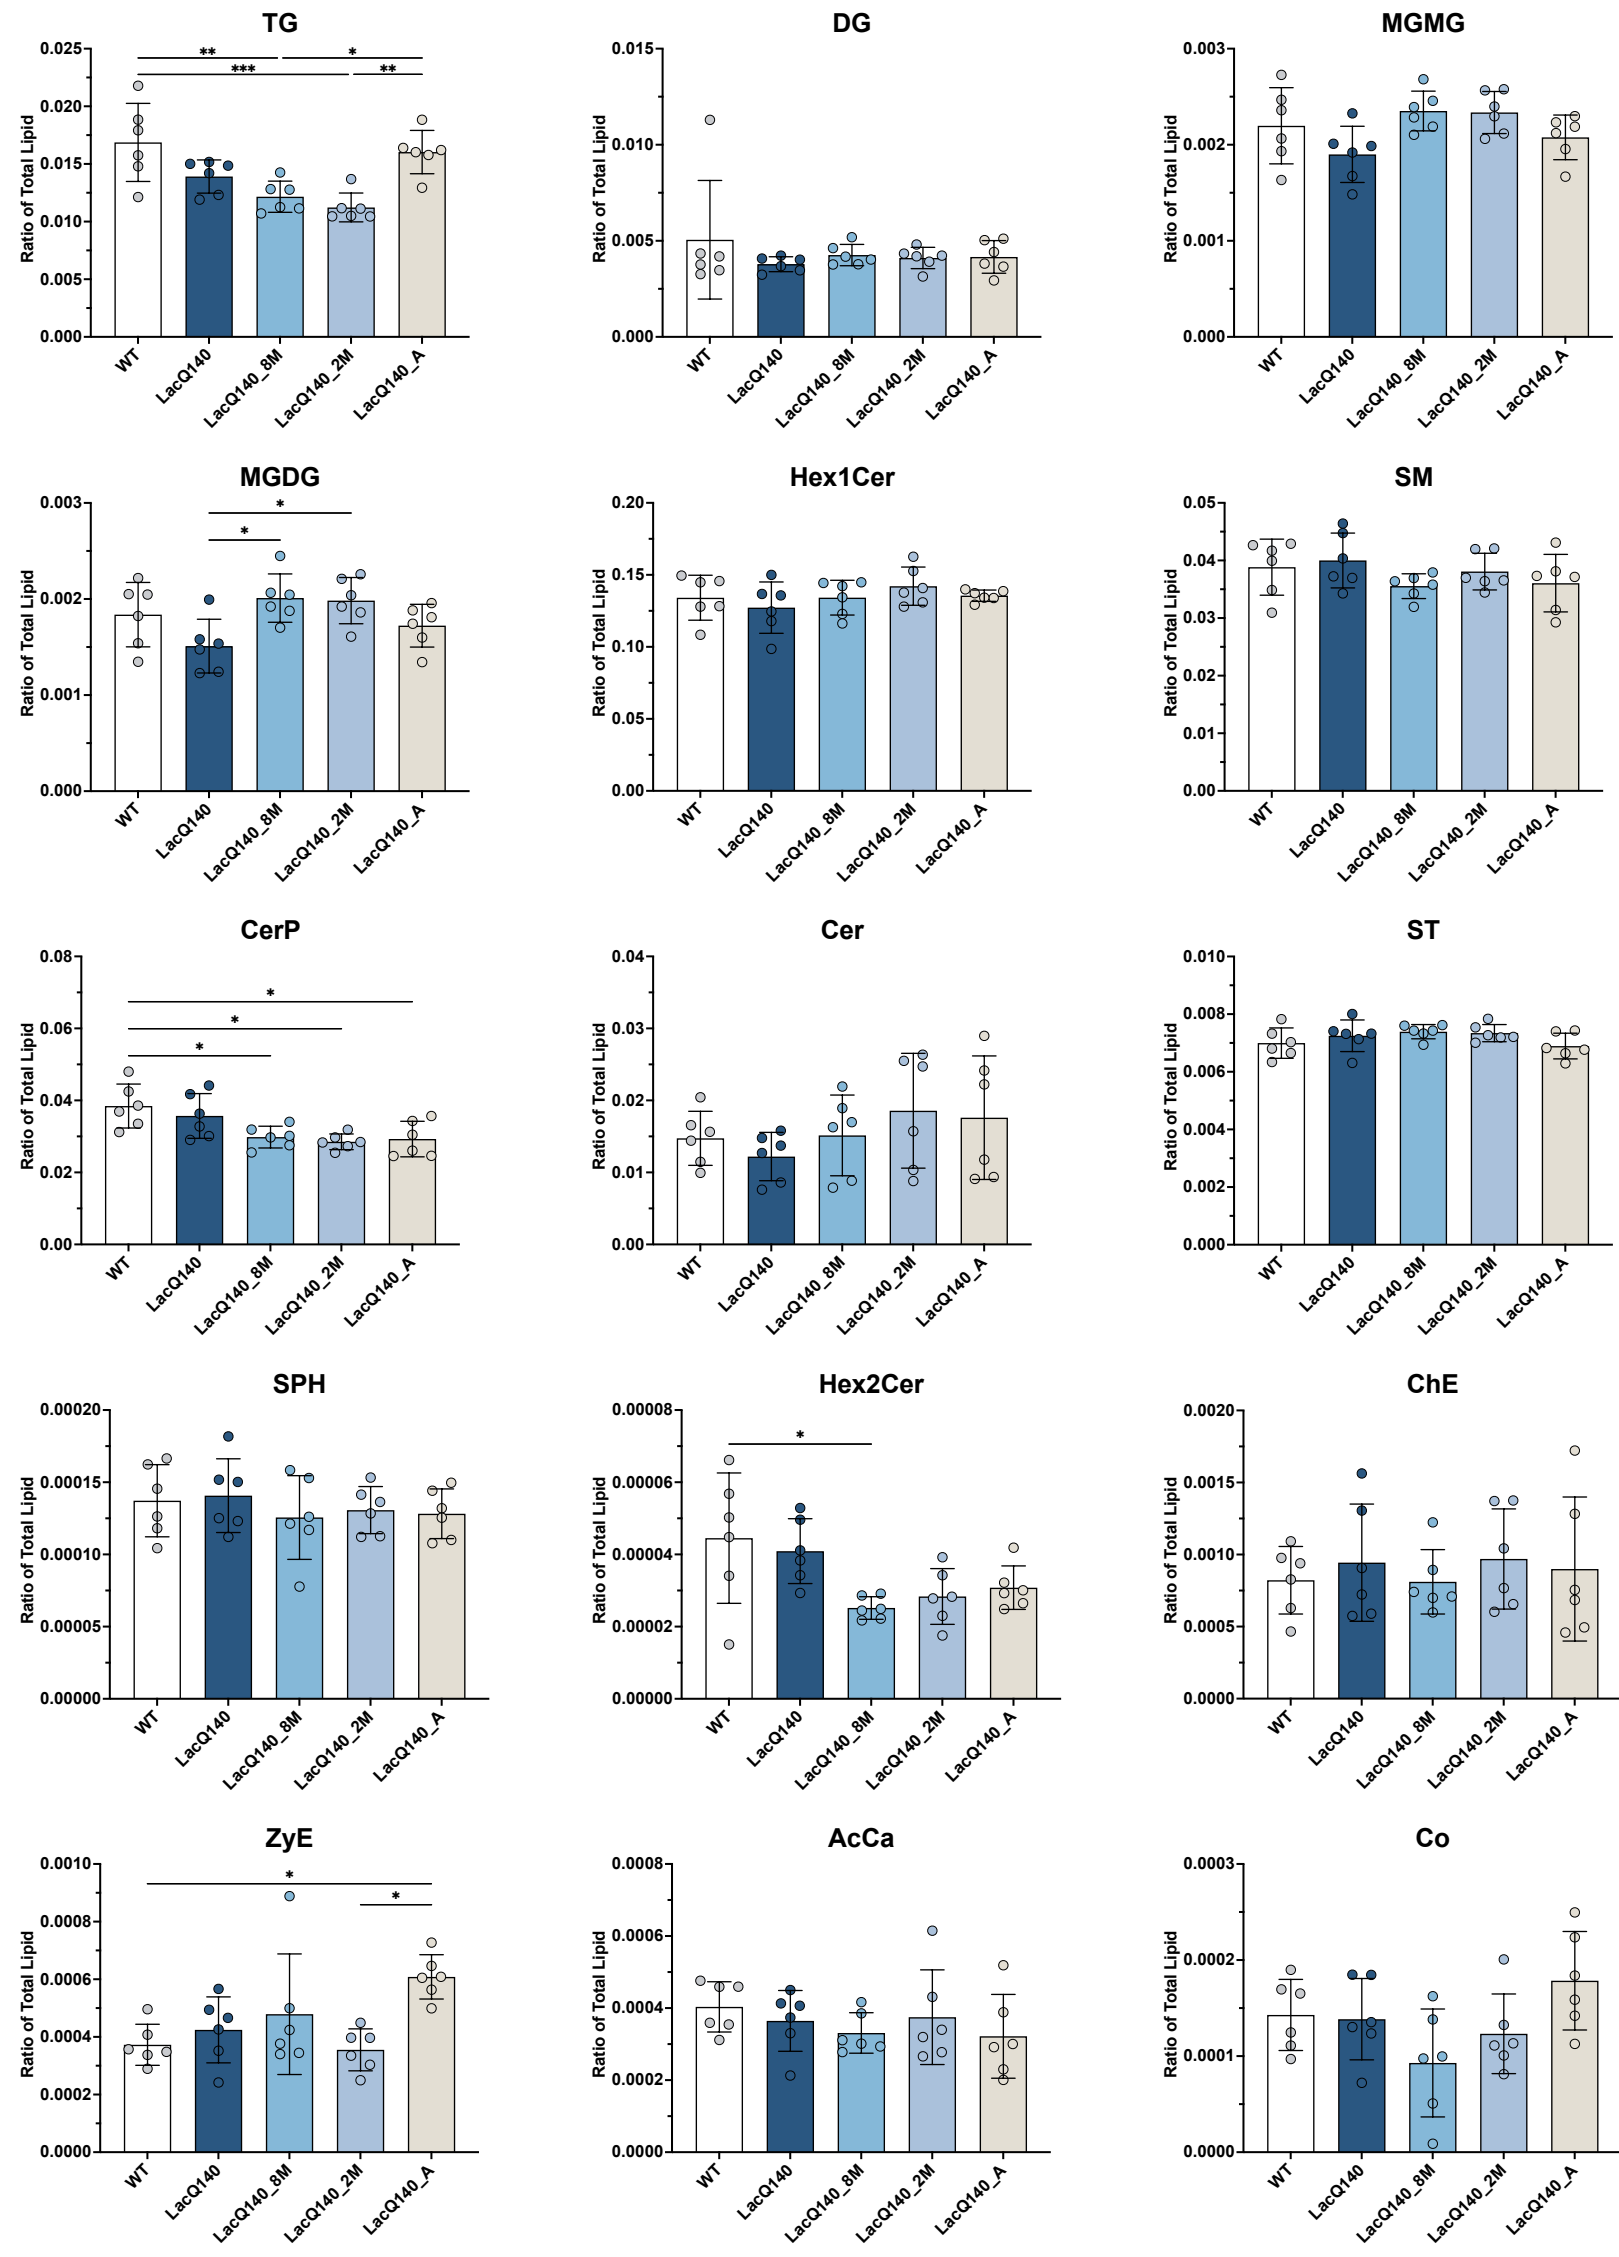 TG
Ratio of Total Lipid
0.025
0.020
0.015
0.010
0.005
0.000
** *
*** **
WT
LacQ140
LacQ140_8M
LacQ140_2M
LacQ140_A
DG
Ratio of Total Lipid
0.015
0.010
0.005
0.000
WT
LacQ140
LacQ140_8M
LacQ140_2M
LacQ140_A
MGMG
Ratio of Total Lipid
0.003
0.002
0.001
0.000
WT
LacQ140
LacQ140_8M
LacQ140_2M
LacQ140_A
MGDG
Ratio of Total Lipid
0.003
0.002
0.001
0.000
*
*
WT
LacQ140
LacQ140_8M
LacQ140_2M
LacQ140_A
Hex1Cer
Ratio of Total Lipid
0.20
0.15
0.10
0.05
0.00
WT
LacQ140
LacQ140_8M
LacQ140_2M
LacQ140_A
SM
Ratio of Total Lipid
0.05
0.04
0.03
0.02
0.01
0.00
WT
LacQ140
LacQ140_8M
LacQ140_2M
LacQ140_A
CerP
Ratio of Total Lipid
0.08
0.06
0.04
0.02
0.00
*
*
*
WT
LacQ140
LacQ140_8M
LacQ140_2M
LacQ140_A
Cer
Ratio of Total Lipid
0.04
0.03
0.02
0.01
0.00
WT
LacQ140
LacQ140_8M
LacQ140_2M
LacQ140_A
ST
Ratio of Total Lipid
0.010
0.008
0.006
0.004
0.002
0.000
WT
LacQ140
LacQ140_8M
LacQ140_2M
LacQ140_A
SPH
Ratio of Total Lipid
0.00020
0.00015
0.00010
0.00005
0.00000
WT
LacQ140
LacQ140_8M
LacQ140_2M
LacQ140_A
Hex2Cer
Ratio of Total Lipid
0.00008
0.00006
0.00004
0.00002
0.00000
*
WT
LacQ140
LacQ140_8M
LacQ140_2M
LacQ140_A
ChE
Ratio of Total Lipid
0.0020
0.0015
0.0010
0.0005
0.0000
WT
LacQ140
LacQ140_8M
LacQ140_2M
LacQ140_A
ZyE
Ratio of Total Lipid
0.0010
0.0008
0.0006
0.0004
0.0002
0.0000
*
*
WT
LacQ140
LacQ140_8M
LacQ140_2M
LacQ140_A
AcCa
Ratio of Total Lipid
0.0008
0.0006
0.0004
0.0002
0.0000
WT
LacQ140
LacQ140_8M
LacQ140_2M
LacQ140_A
Co
Ratio of Total Lipid
0.0003
0.0002
0.0001
0.0000
WT
LacQ140
LacQ140_8M
LacQ140_2M
LacQ140_A